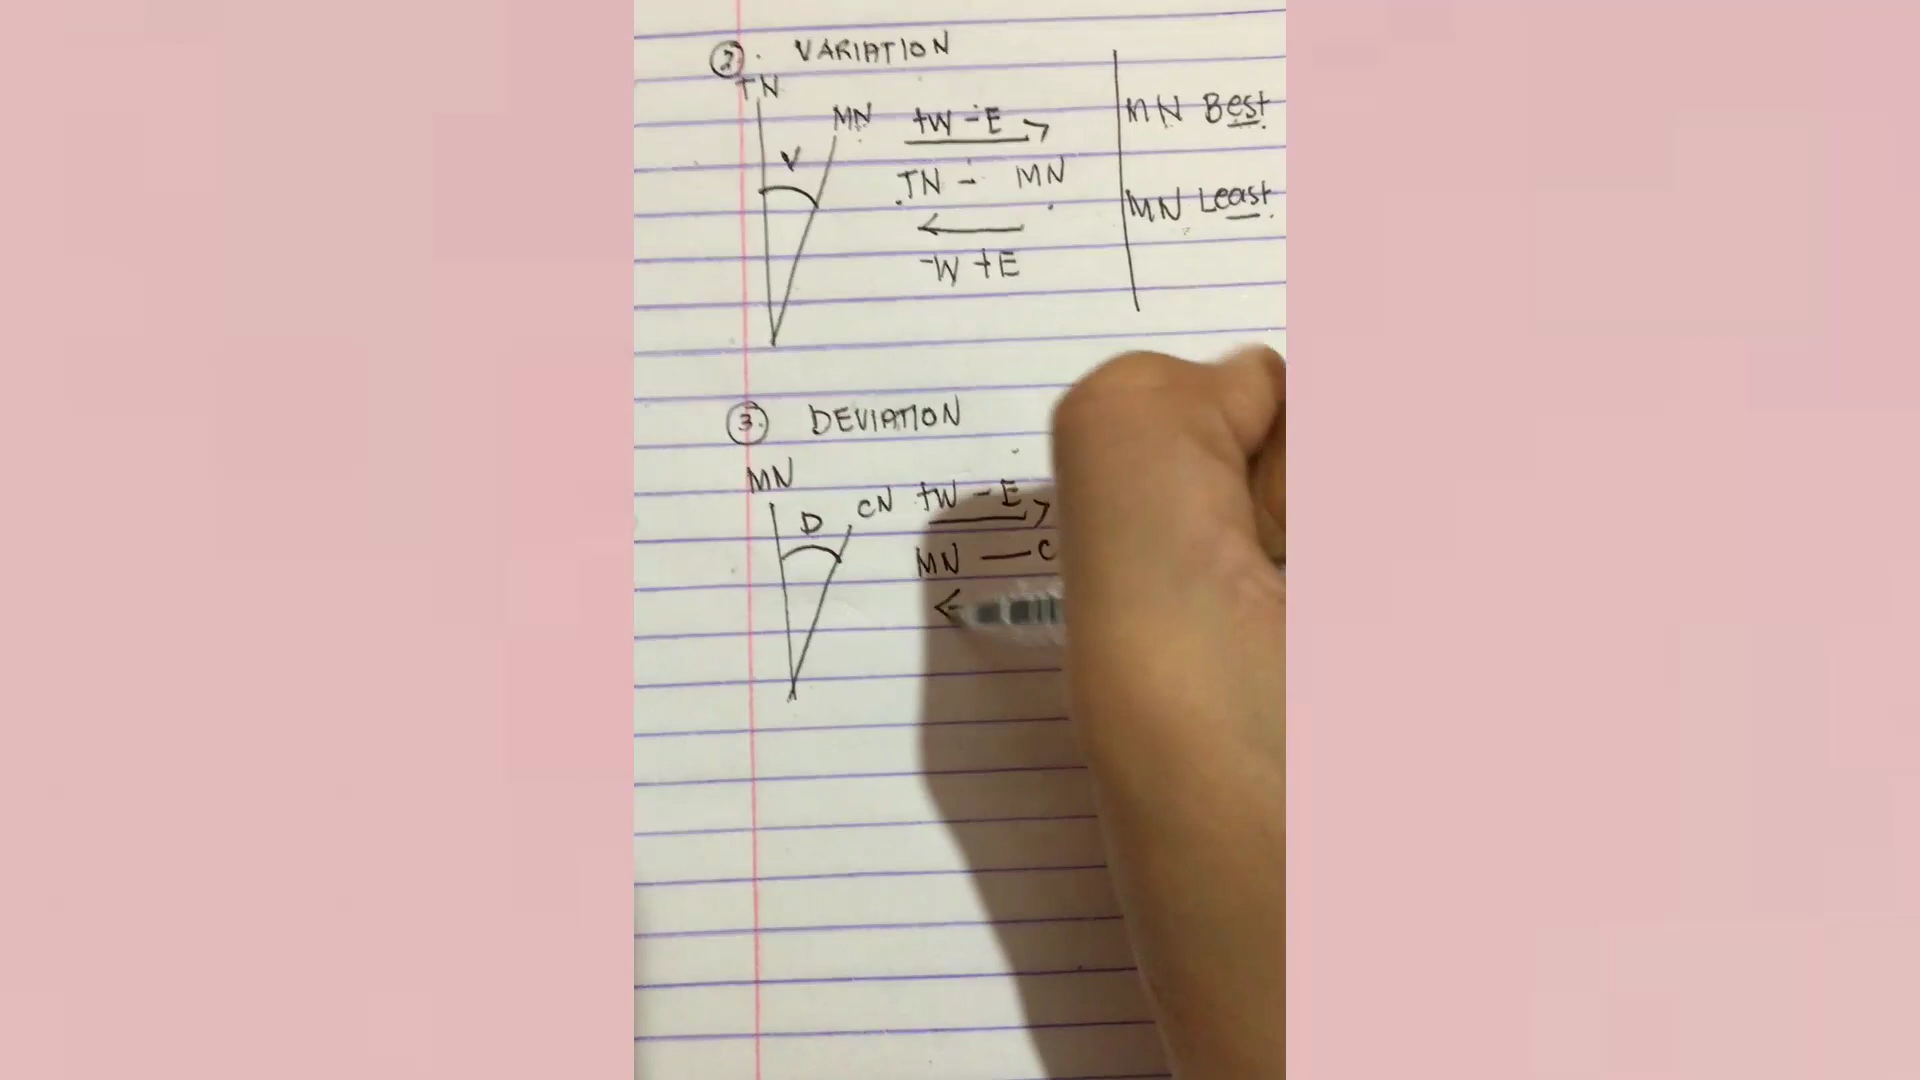 2. VARIATION
TN
MN
V
+W -E
TN - MN
-W +E
MN Best
MN Least
3. DEVIATION
MN
D
CN
+W - E
MN — C